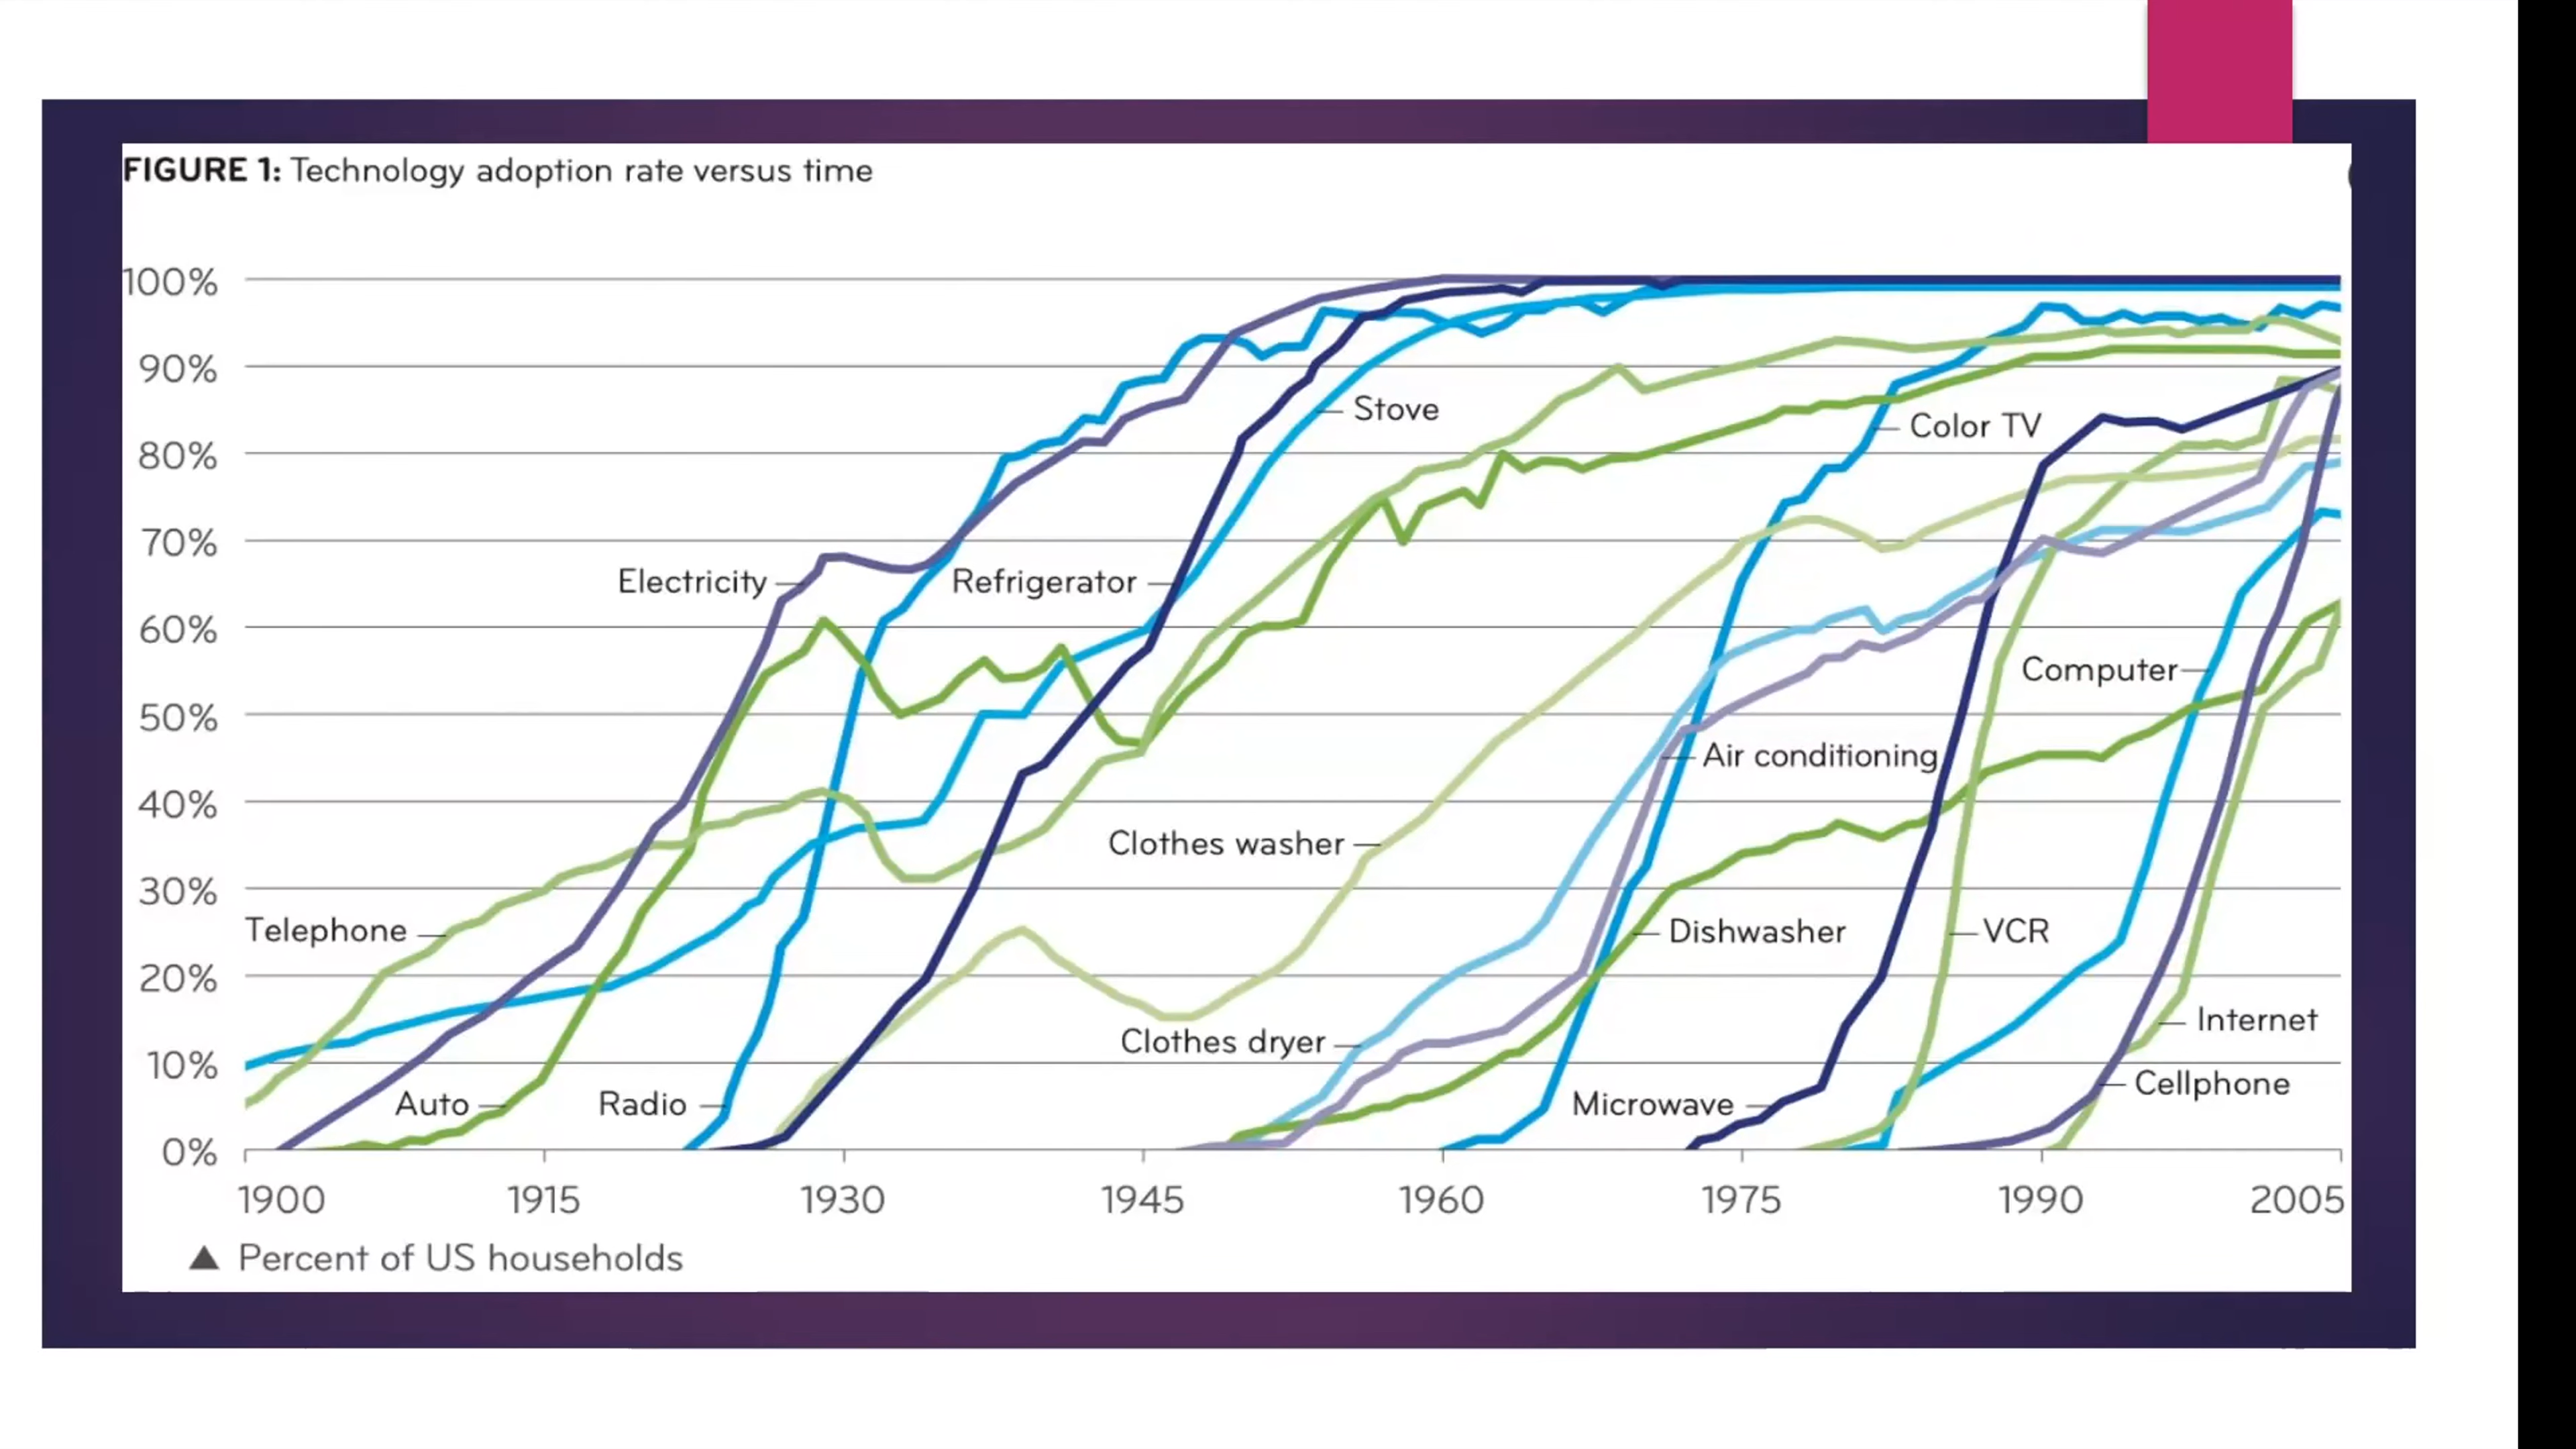 FIGURE 1: Technology adoption rate versus time
100%
90%
80%
70%
60%
50%
40%
30%
20%
10%
0%
Stove
Color TV
Electricity
Refrigerator
Computer
Air conditioning
Clothes washer
Telephone
Dishwasher
VCR
Internet
Clothes dryer
Cellphone
Auto
Radio
Microwave
1900 1915 1930 1945 1960 1975 1990 2005
▲ Percent of US households